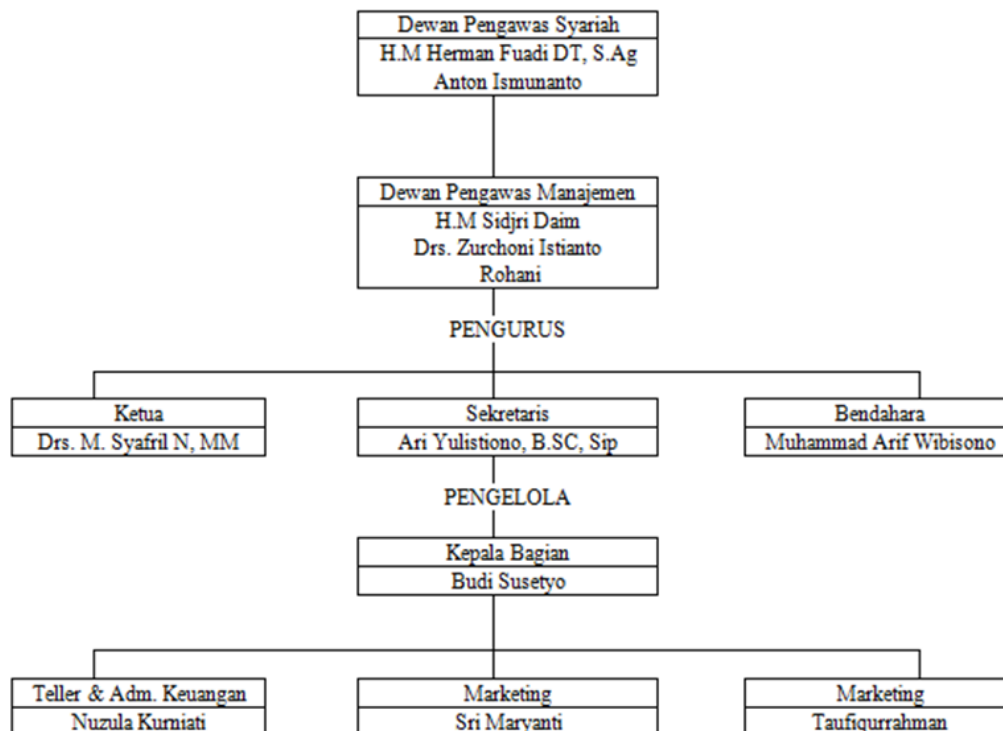 Dewan Pengawas Syariah
H.M Herman Fuadi DT, S.Ag
Anton Ismunanto
Dewan Pengawas Manajemen
H.M Sidjri Daim
Drs. Zurchoni Istianto
Rohani
PENGURUS
Ketua
Drs. M. Syafril N, MM
Sekretaris
Ari Yulistiono, B.SC, Sip
Bendahara
Muhammad Arif Wibisono
PENGELOLA
Kepala Bagian
Budi Susetyo
Teller & Adm. Keuangan
Nuzula Kurniati
Marketing
Sri Maryanti
Marketing
Taufiqurrahman